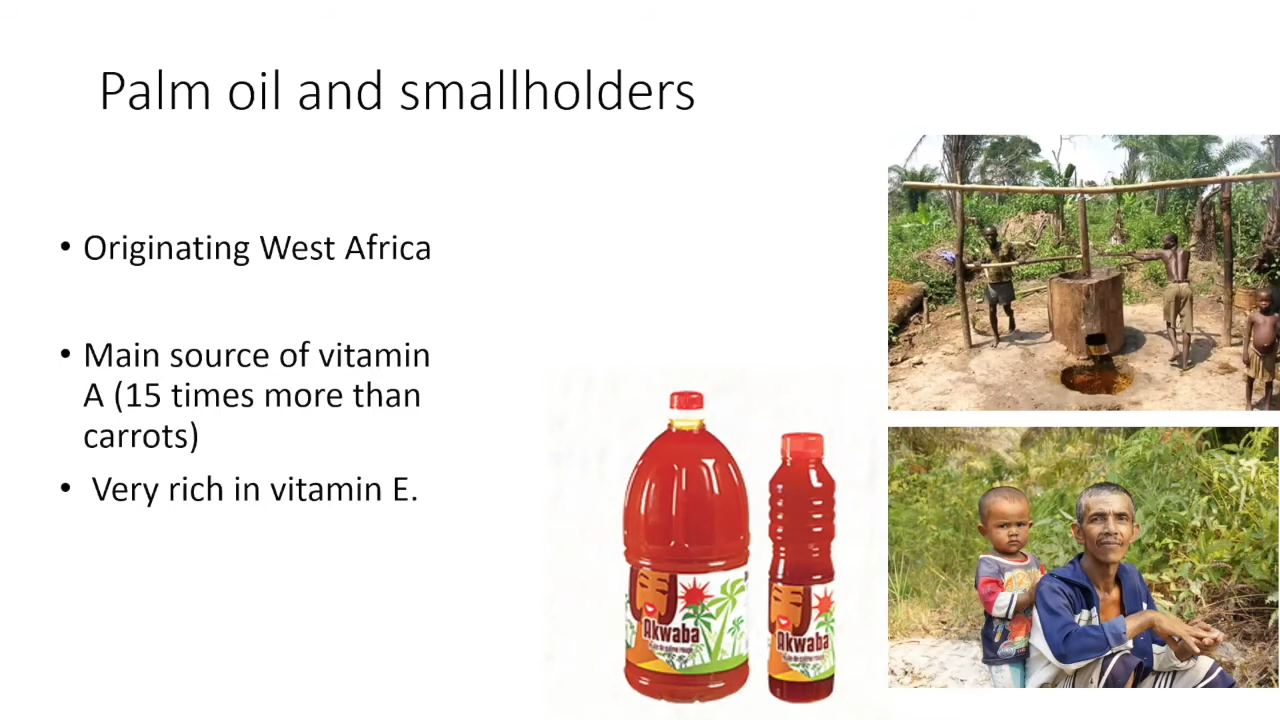 Palm oil and smallholders
• Originating West Africa
• Main source of vitamin
A (15 times more than
carrots)
• Very rich in vitamin E.
Akwaba
Akwaba